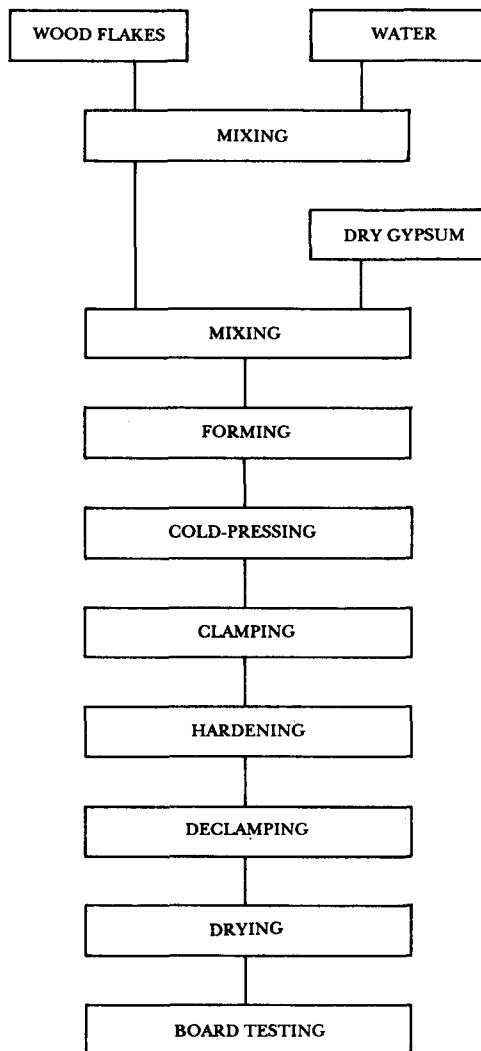 WOOD FLAKES
WATER
MIXING
DRY GYPSUM
MIXING
FORMING
COLD-PRESSING
CLAMPING
HARDENING
DECLAMPING
DRYING
BOARD TESTING